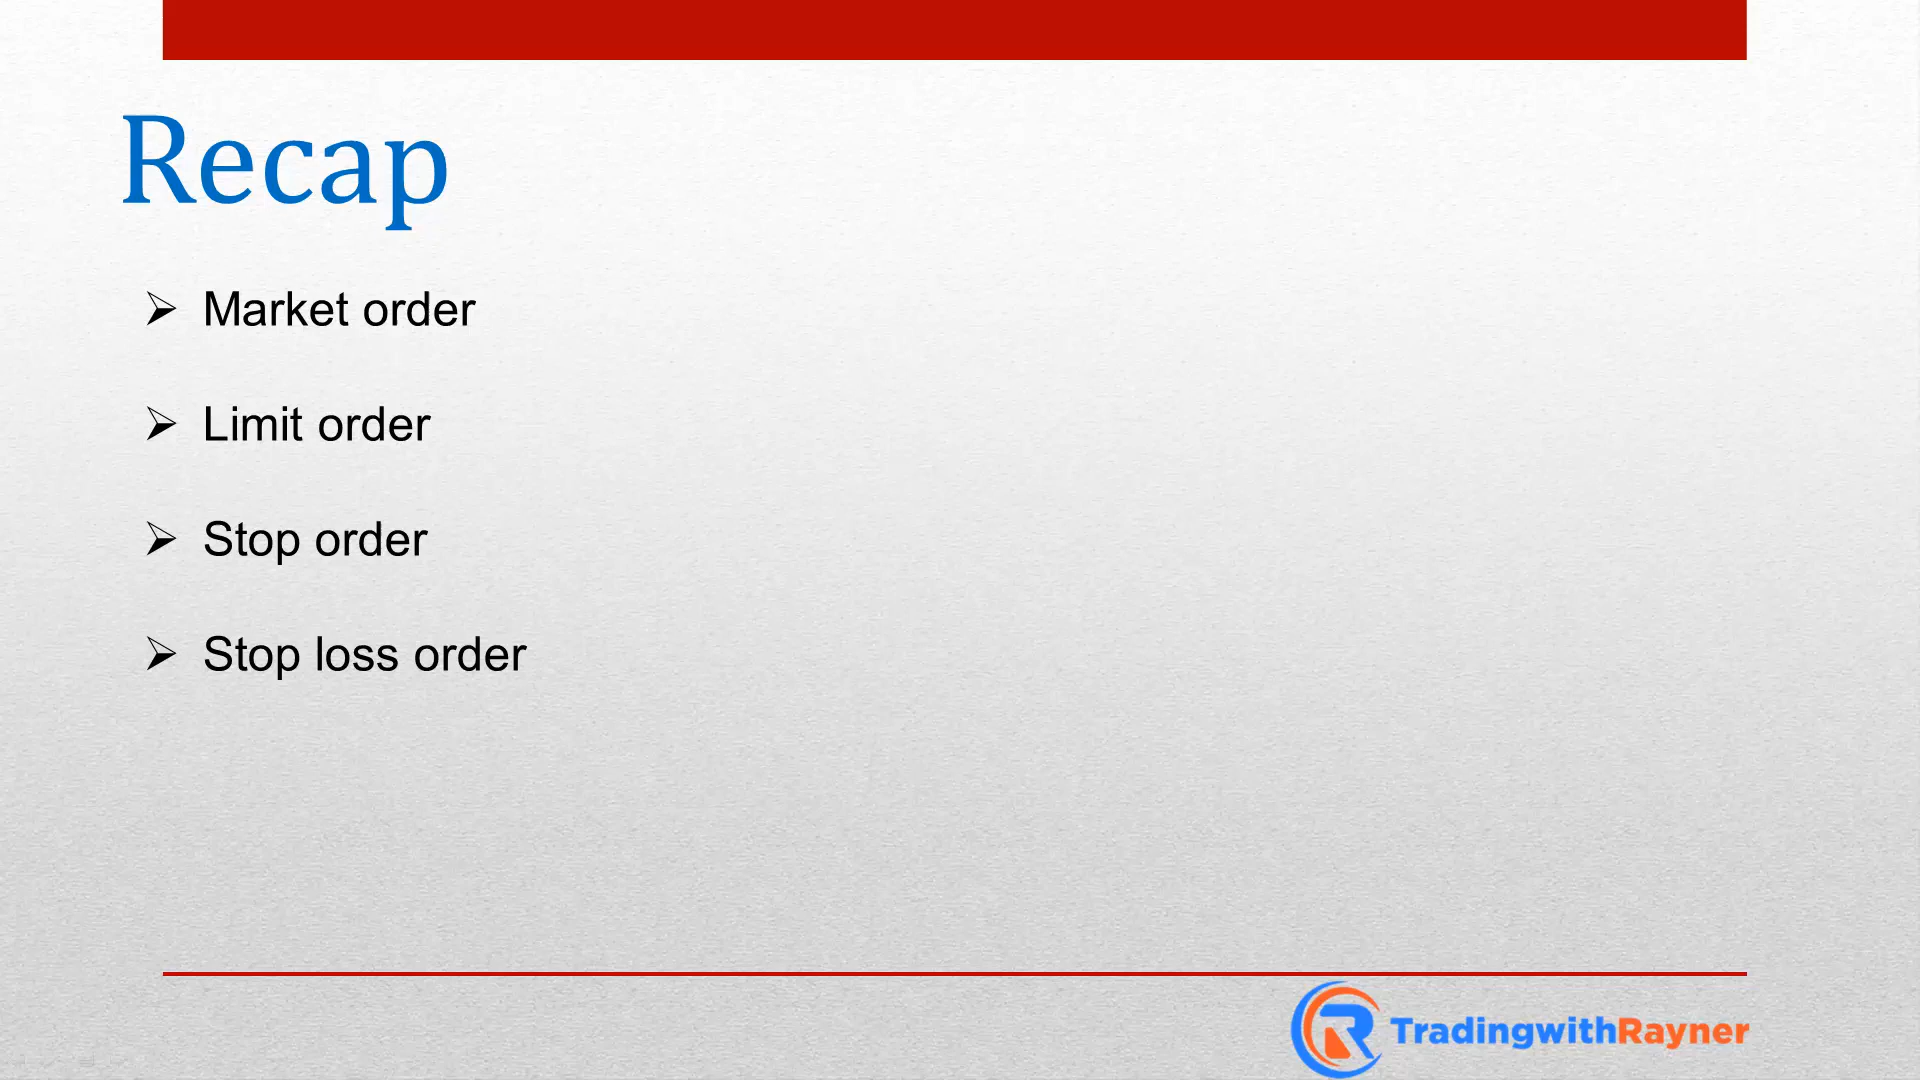 Recap
➢ Market order
➢ Limit order
➢ Stop order
➢ Stop loss order
TradingwithRayner